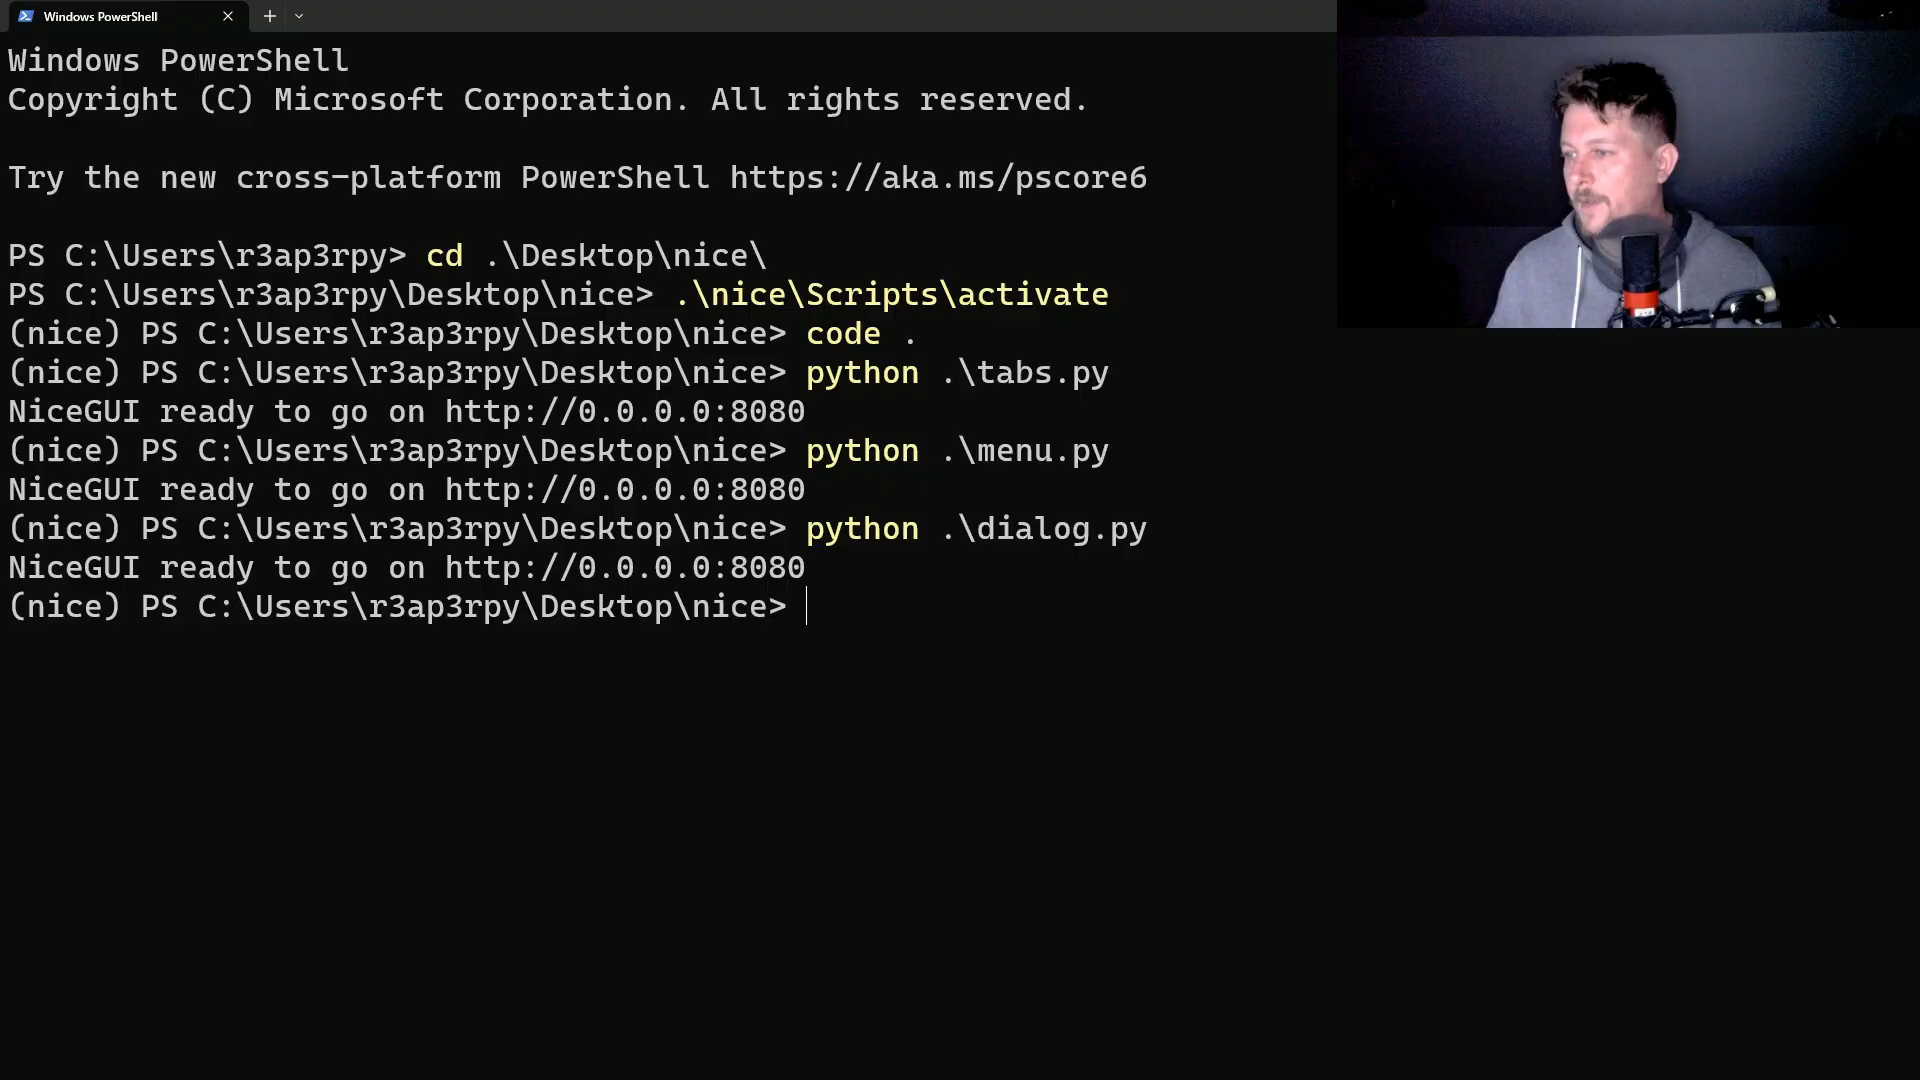 Windows PowerShell
Windows PowerShell
Copyright (C) Microsoft Corporation. All rights reserved.
Try the new cross-platform PowerShell https://aka.ms/pscore6
PS C:\Users\r3ap3rpy> cd .\Desktop\nice\
PS C:\Users\r3ap3rpy\Desktop\nice> .\nice\Scripts\activate
(nice) PS C:\Users\r3ap3rpy\Desktop\nice> code .
(nice) PS C:\Users\r3ap3rpy\Desktop\nice> python .\tabs.py
NiceGUI ready to go on http://0.0.0.0:8080
(nice) PS C:\Users\r3ap3rpy\Desktop\nice> python .\menu.py
NiceGUI ready to go on http://0.0.0.0:8080
(nice) PS C:\Users\r3ap3rpy\Desktop\nice> python .\dialog.py
NiceGUI ready to go on http://0.0.0.0:8080
(nice) PS C:\Users\r3ap3rpy\Desktop\nice>